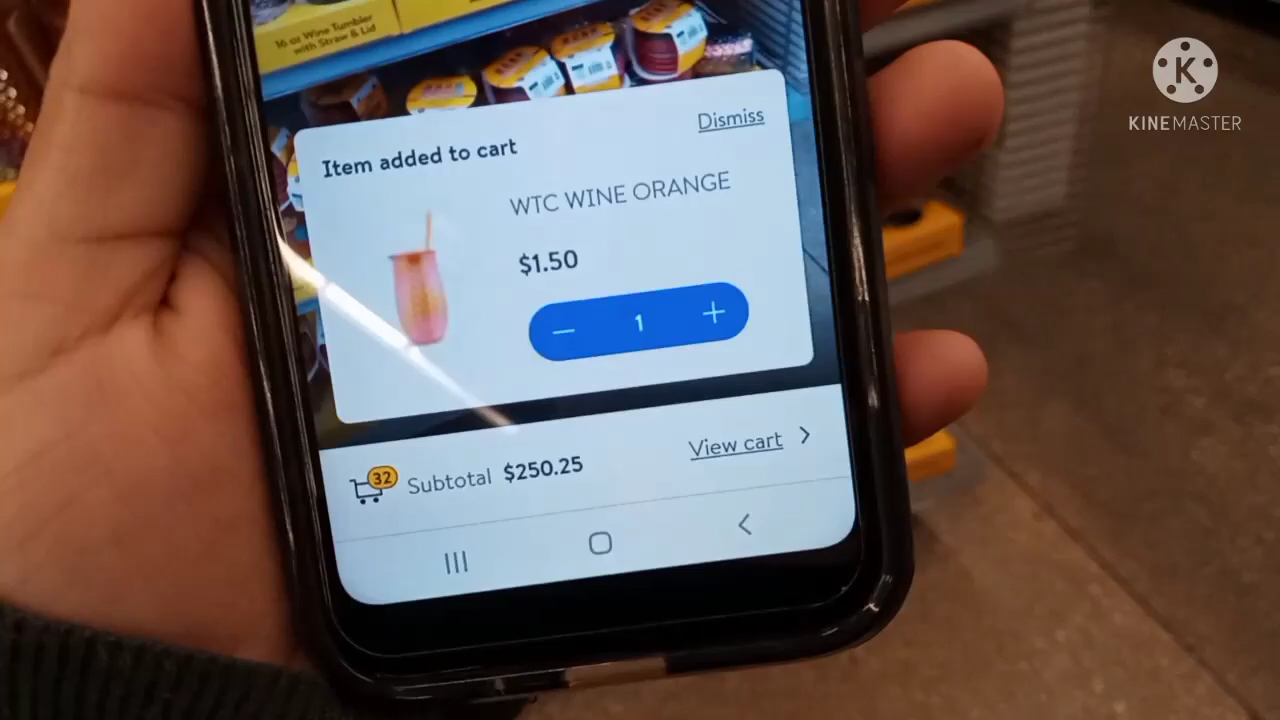 16 oz Wine Tumbler
with Straw & Lid
Dismiss
Item added to cart
WTC WINE ORANGE
$1.50
1
32
Subtotal $250.25
View cart
K
KINEMASTER